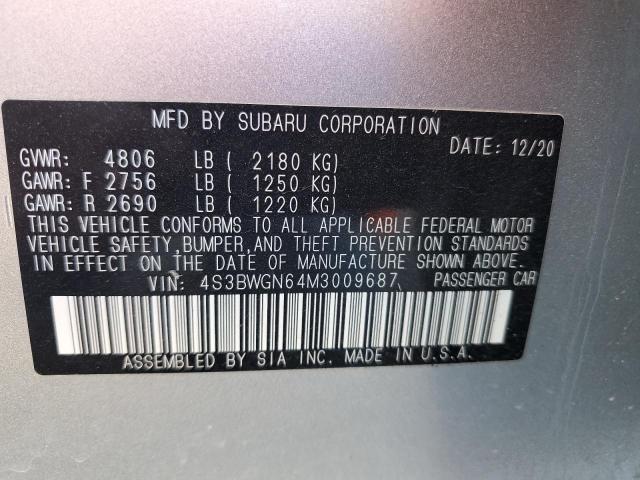 MFD BY SUBARU CORPORATION
DATE: 12/20
GVWR: 4806 LB ( 2180 KG)
GAWR: F 2756 LB ( 1250 KG)
GAWR: R 2690 LB ( 1220 KG)
THIS VEHICLE CONFORMS TO ALL APPLICABLE FEDERAL MOTOR
VEHICLE SAFETY, BUMPER, AND THEFT PREVENTION STANDARDS
IN EFFECT ON THE DATE OF MANUFACTURE SHOWN ABOVE.
VIN: 4S3BWGN64M3009687 PASSENGER CAR
ASSEMBLED BY SIA INC. MADE IN U.S.A.